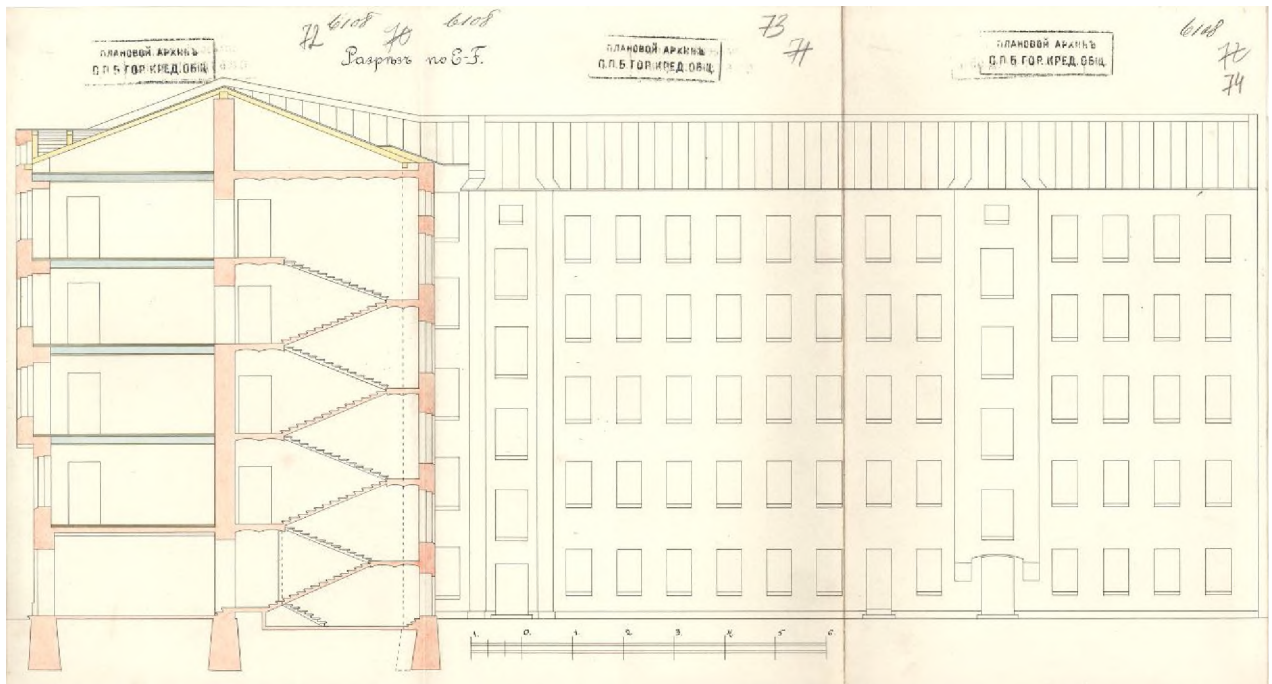 72 6108 70 6108
73
71
6108
72
74
ПЛАНОВОЙ АРХИВЪ
С.П.Б. ГОР. КРЕД. ОБЩ.
Разрѣзъ по E-F.
ПЛАНОВОЙ АРХИВЪ
С.П.Б. ГОР. КРЕД. ОБЩ.
ПЛАНОВОЙ АРХИВЪ
С.П.Б. ГОР. КРЕД. ОБЩ.
1. 0. 1. 2. 3. 4. 5. 6.